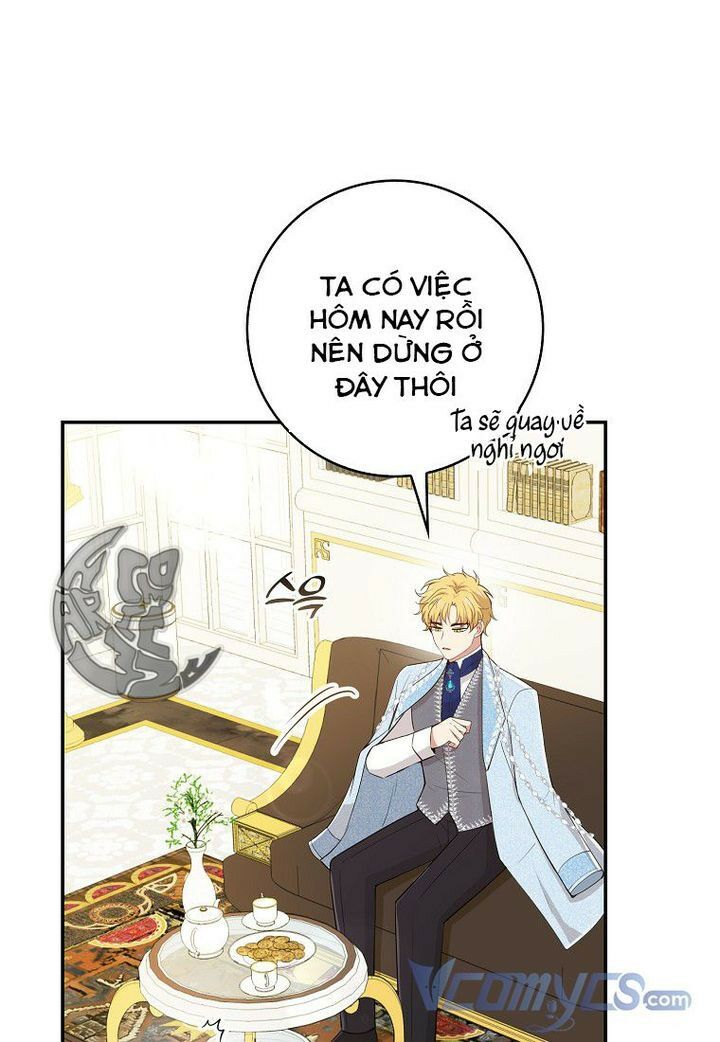 TA CÓ VIỆC
HÔM NAY RỒI
NÊN DỪNG Ở
ĐÂY THÔI
Ta sẽ quay về
nghỉ ngơi
스윽
VCOMYCS.com